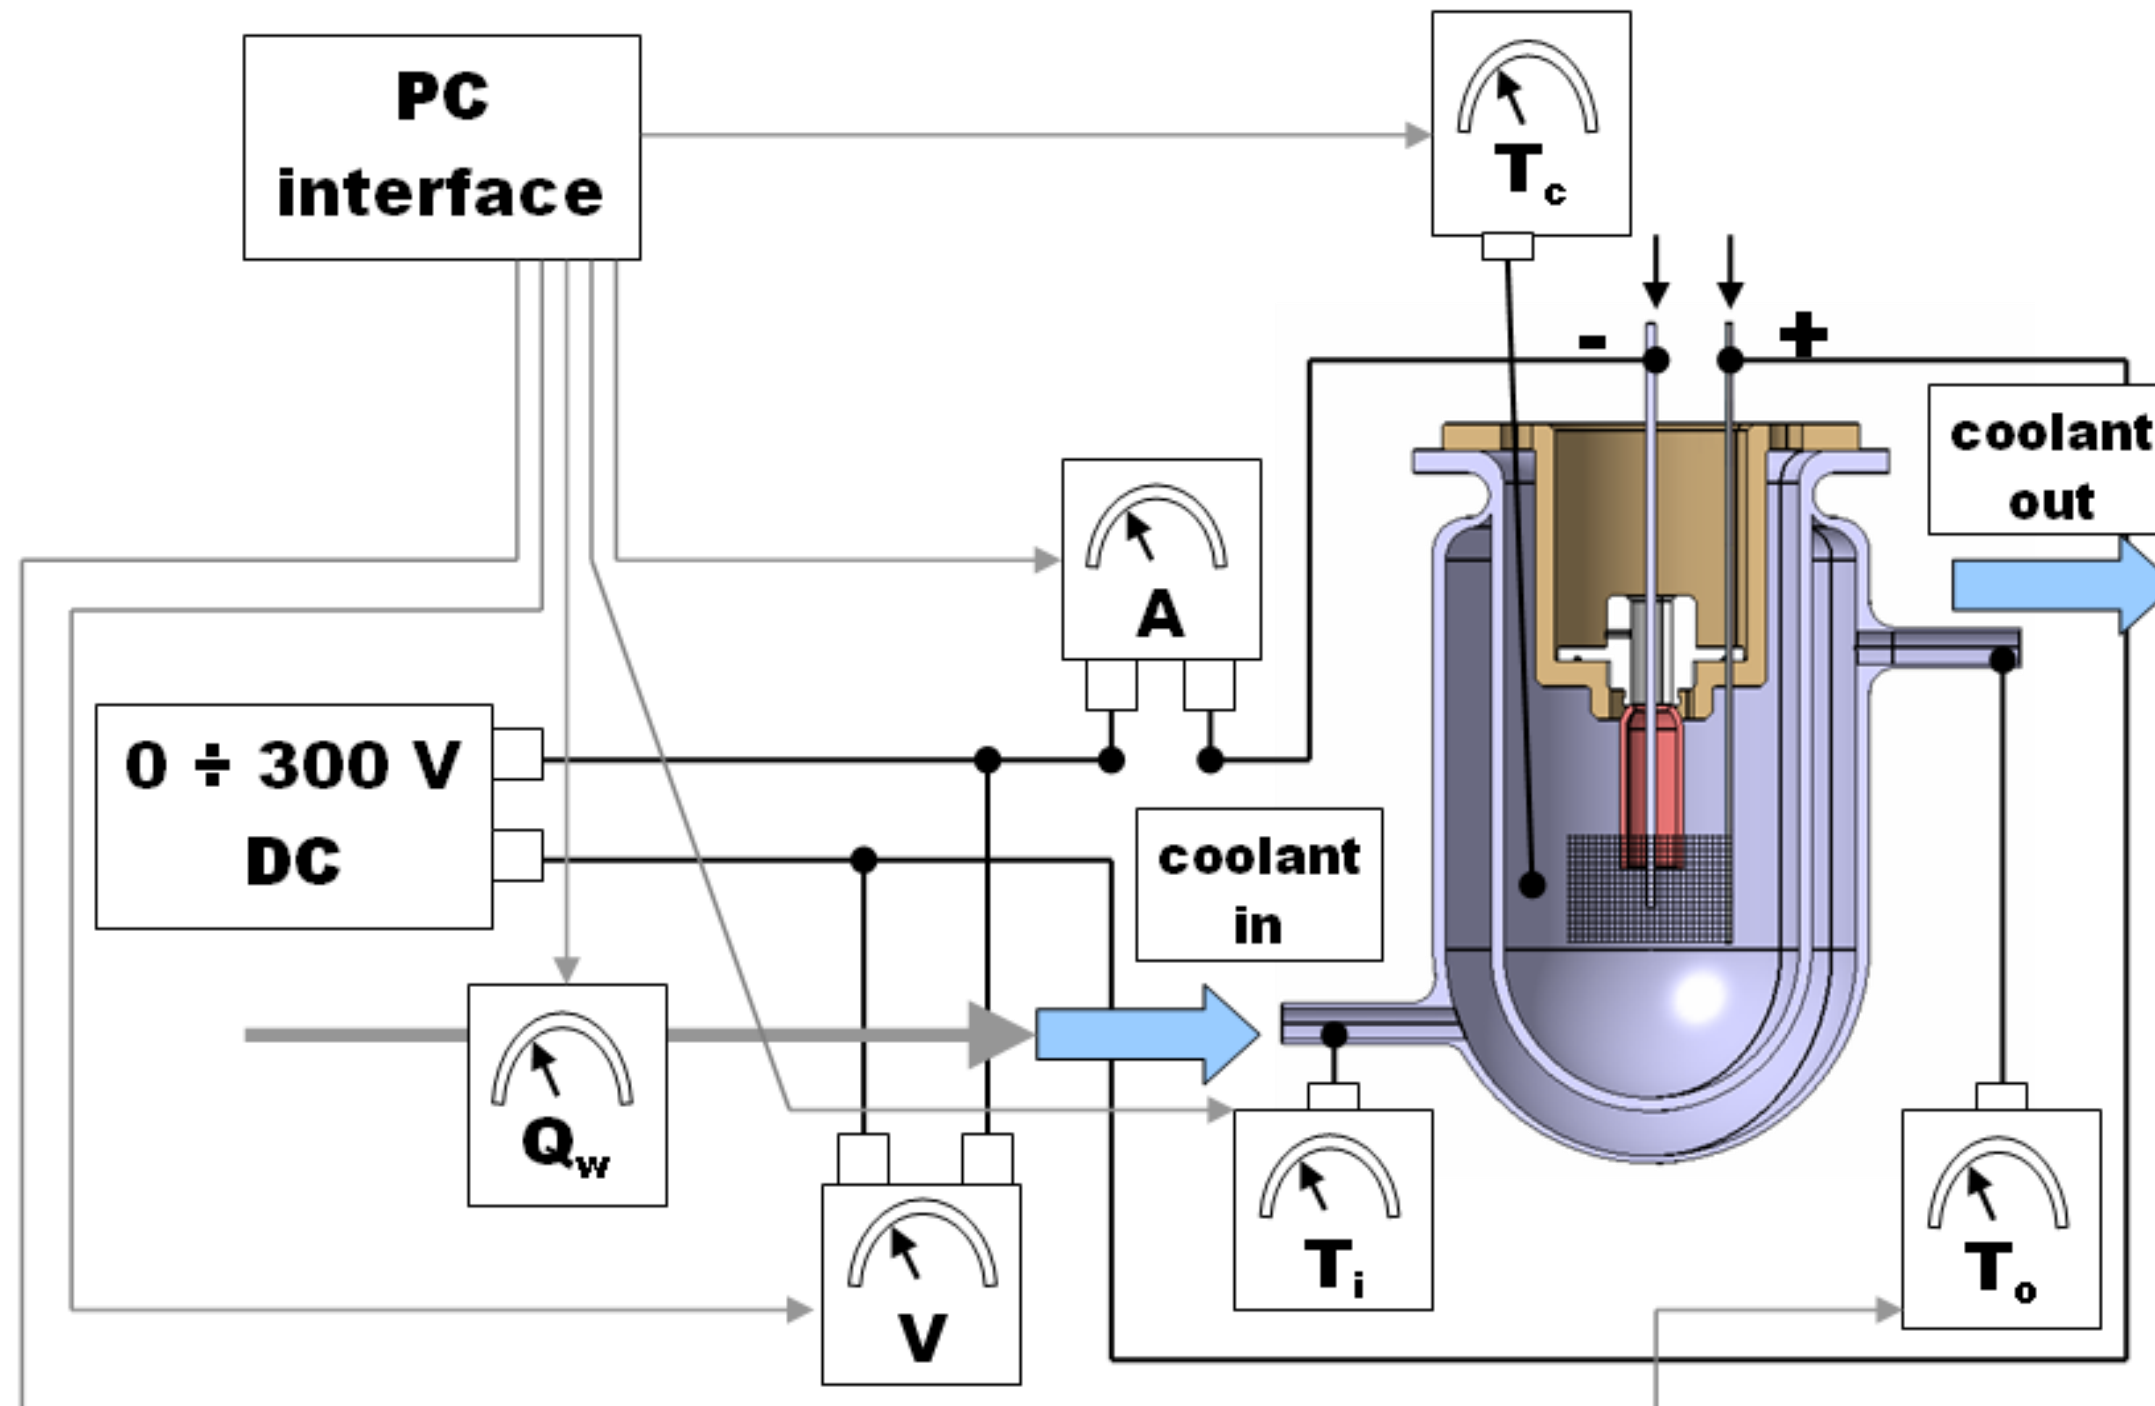 PC
interface
T c
- +
coolant
out
A
0 ÷ 300 V
DC
coolant
in
Q w
T i
T o
V